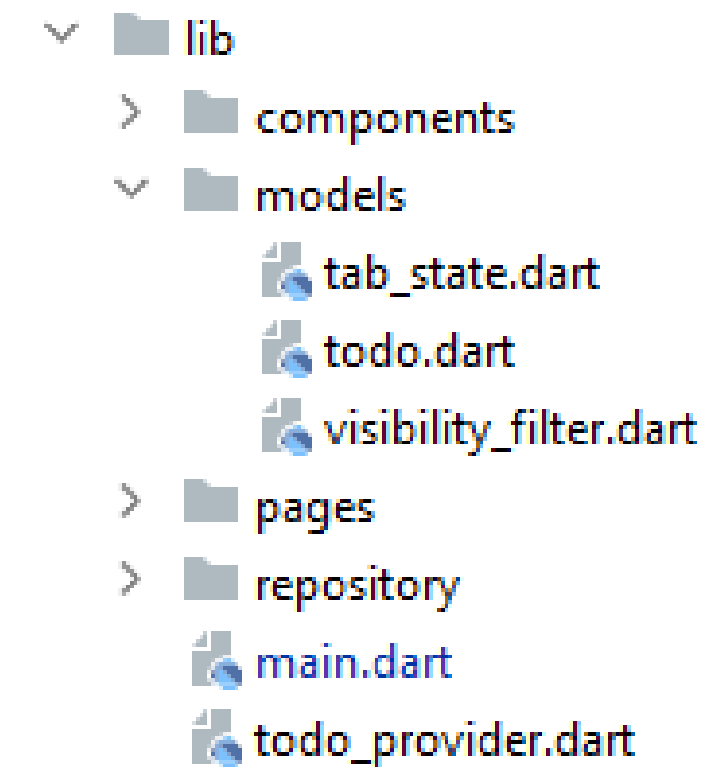 lib
components
models
tab_state.dart
todo.dart
visibility_filter.dart
pages
repository
main.dart
todo_provider.dart